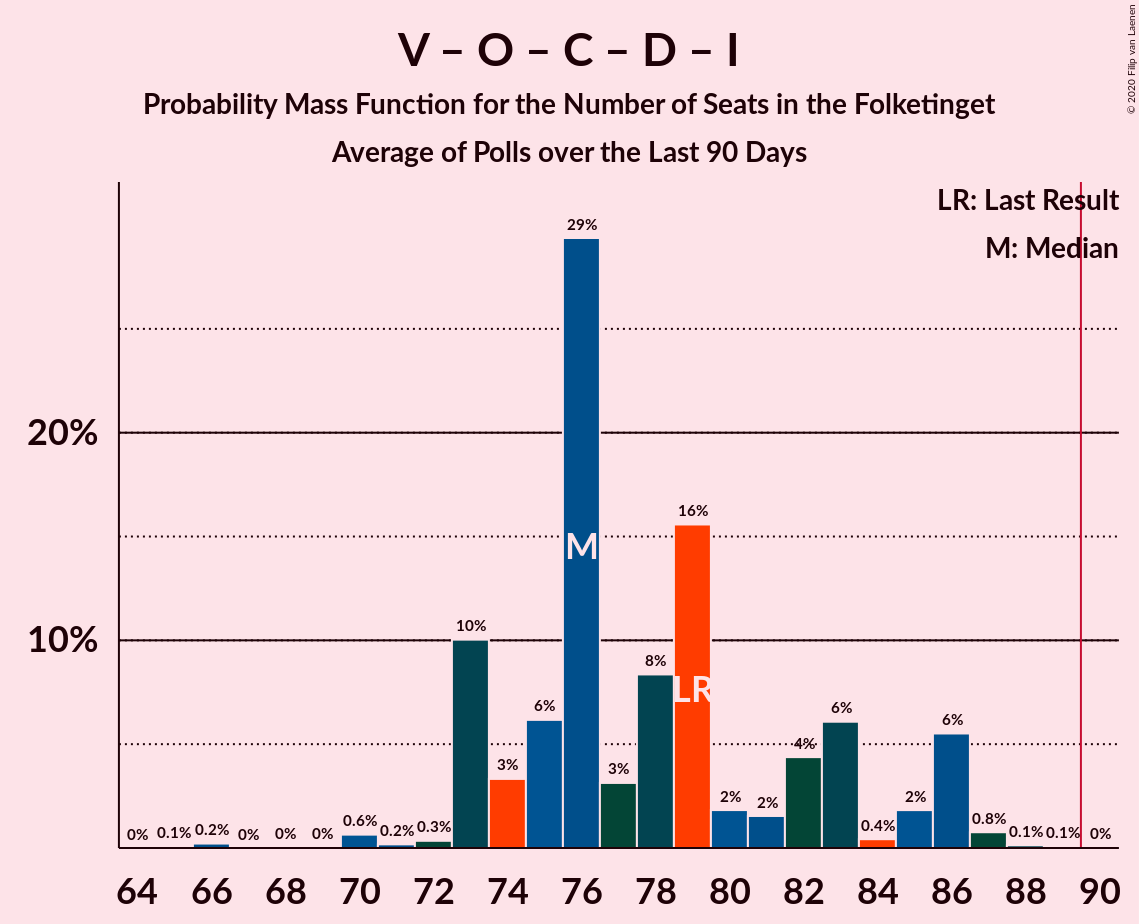 V – O – C – D – I
Probability Mass Function for the Number of Seats in the Folketinget
Average of Polls over the Last 90 Days
© 2020 Filip van Laenen
LR: Last Result
M: Median
20%
10%
0% 0.1% 0.2% 0% 0% 0% 0.6% 0.2% 0.3% 10% 3% 6% 29% 3% 8% 16% 2% 2% 4% 6% 0.4% 2% 6% 0.8% 0.1% 0.1% 0%
M
LR
64 66 68 70 72 74 76 78 80 82 84 86 88 90